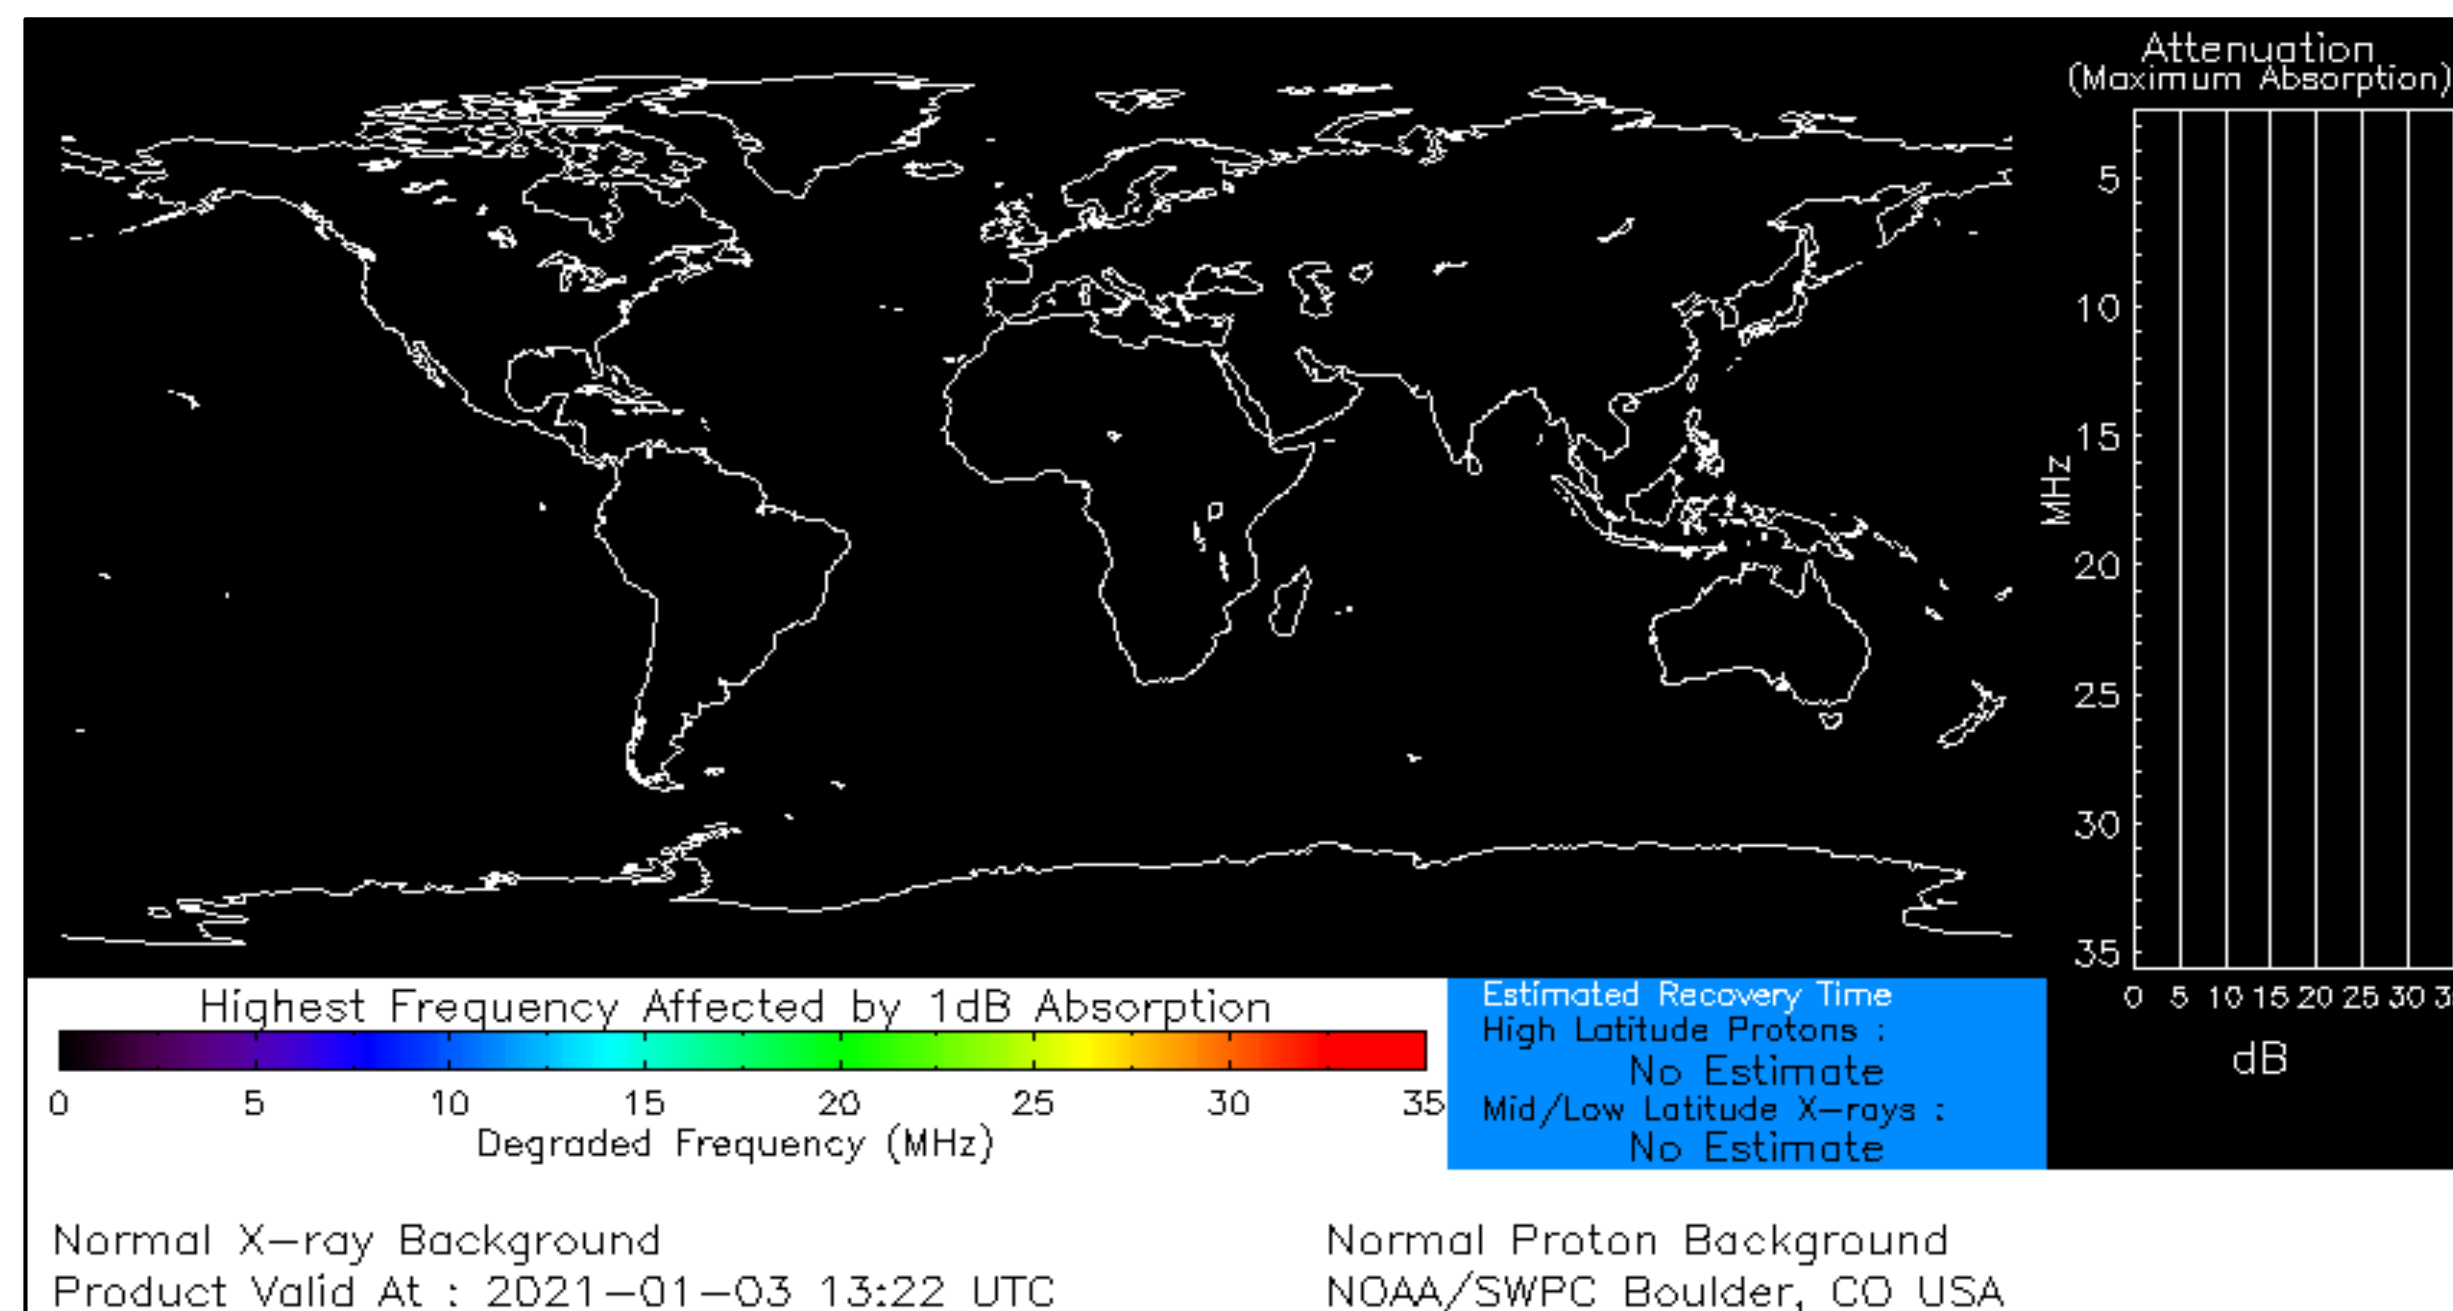 Attenuation
(Maximum Absorption)
5
10
15
20
25
30
35
MHz
0 5 10 15 20 25 30
dB
Highest Frequency Affected by 1dB Absorption
0 5 10 15 20 25 30 35
Degraded Frequency (MHz)
Estimated Recovery Time
High Latitude Protons :
No Estimate
Mid/Low Latitude X-rays :
No Estimate
Normal X-ray Background
Normal Proton Background
Product Valid At : 2021-01-03 13:22 UTC
NOAA/SWPC Boulder, CO USA